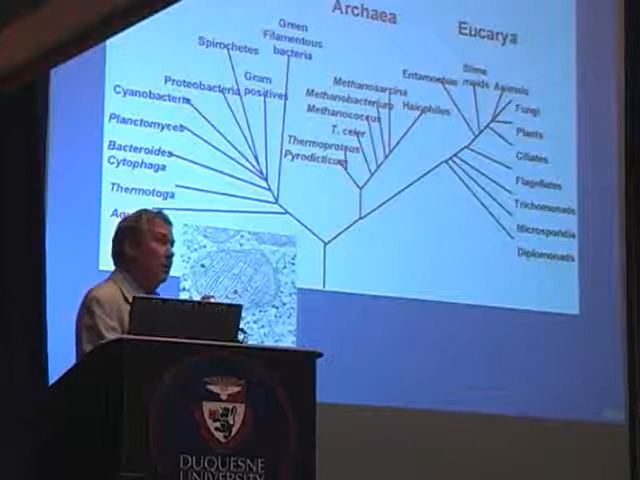 Archaea
Eucarya
Green
Filamentous
bacteria
Spirochetes
Gram
positives
Proteobacteria
Cyanobacteria
Planctomyces
Bacteroides
Cytophaga
Thermotoga
Methanosarcina
Methanobacterium
Methanococcus
T. celer
Thermoproteus
Pyrodicticum
Halophiles
Entamoebae
Slime
molds
Animals
Fungi
Plants
Ciliates
Flagellates
Trichomonads
Microsporidia
Diplomonads
DUQUESNE
UNIVERSITY